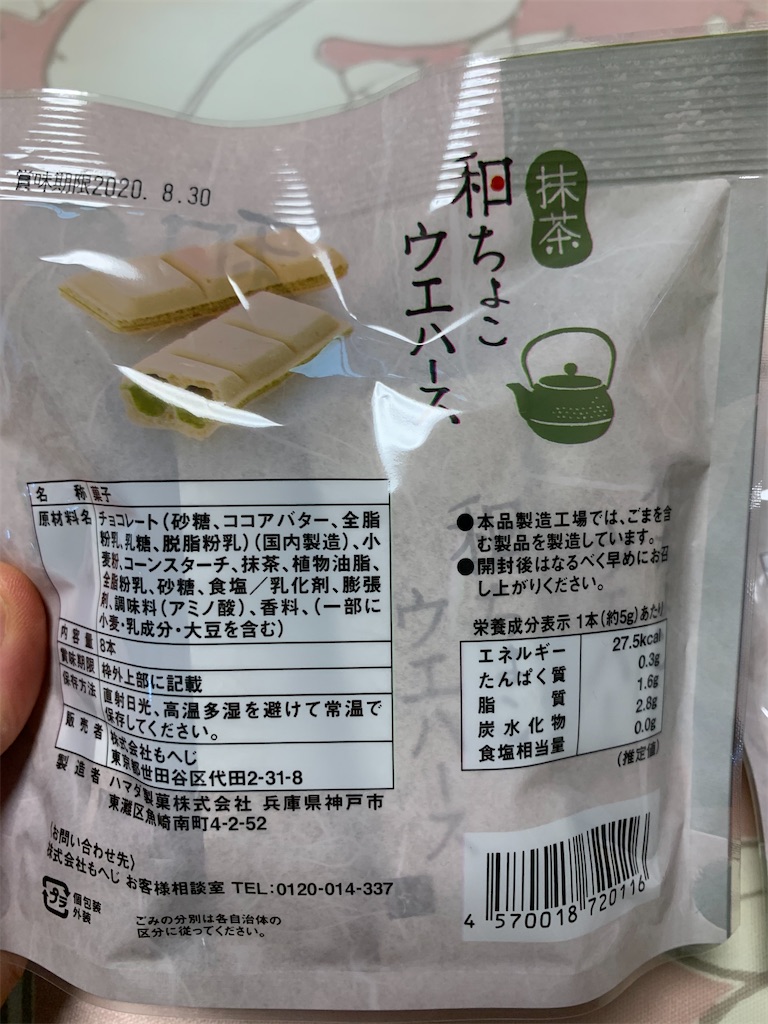 賞味期限2020. 8.30
抹茶
和ちょこ
ウエハース
名 称 菓子
原材料名 チョコレート(砂糖、ココアバター、全脂
粉乳、乳糖、脱脂粉乳)(国内製造)、小
麦粉、コーンスターチ、抹茶、植物油脂、
全脂粉乳、砂糖、食塩/乳化剤、膨張
剤、調味料(アミノ酸)、香料、(一部に
小麦・乳成分・大豆を含む)
内容量 8本
賞味期限 枠外上部に記載
保存方法 直射日光、高温多湿を避けて常温で
保存してください。
販売者 株式会社もへじ
東京都世田谷区代田2-31-8
製造者 ハマダ製菓株式会社 兵庫県神戸市
東灘区魚崎南町4-2-52
〈お問い合わせ先〉
株式会社もへじ お客様相談室 TEL:0120-014-337
プラ
個包装
外装
ごみの分別は各自治体の
区分に従ってください。
●本品製造工場では、ごまを含
む製品を製造しています。
●開封後はなるべく早めにお召
し上がりください。
栄養成分表示 1本(約5g)あたり
エネルギー 27.5kcal
たんぱく質 0.3g
脂 質 1.6g
炭水化物 2.8g
食塩相当量 0.0g
(推定値)
4 570018 720116